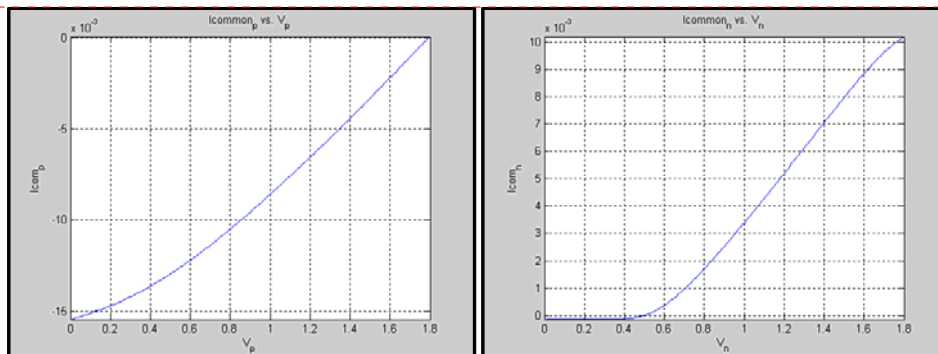 Icommon_p vs. V_p
x 10^-3
0
-5
-10
-15
0 0.2 0.4 0.6 0.8 1 1.2 1.4 1.6 1.8
Icom_p
V_p
Icommon_n vs. V_n
x 10^-3
10
9
8
7
6
5
4
3
2
1
0
0 0.2 0.4 0.6 0.8 1 1.2 1.4 1.6 1.8
Icom_n
V_n